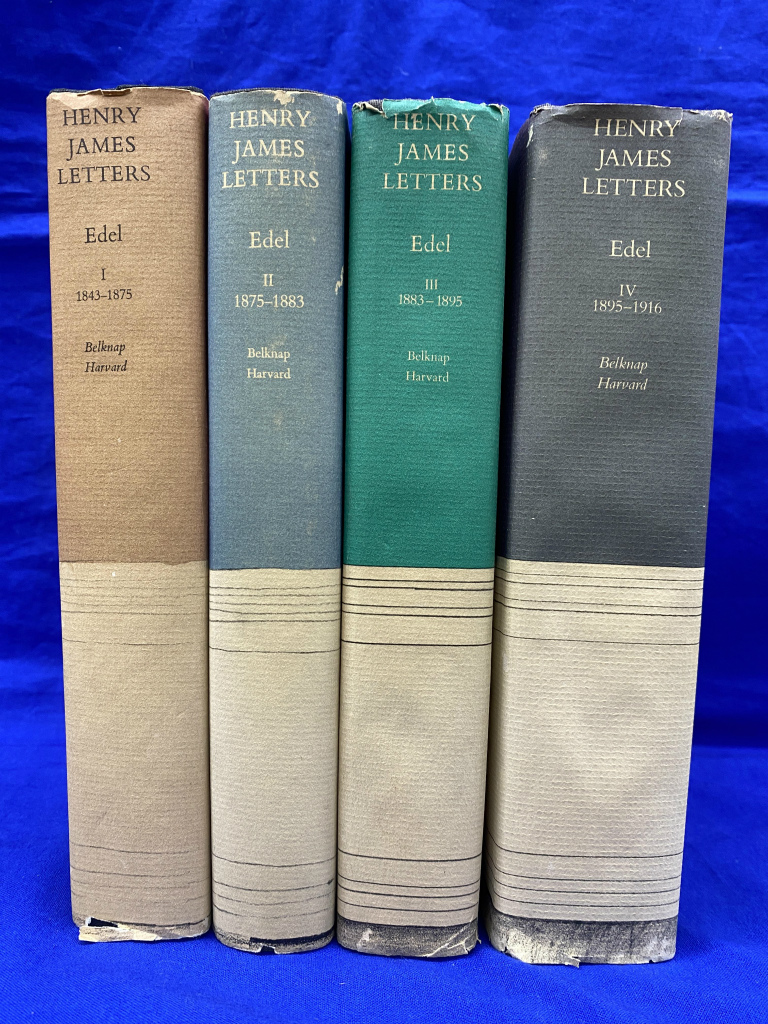 HENRY
JAMES
LETTERS
Edel
I
1843–1875
Belknap
Harvard
HENRY
JAMES
LETTERS
Edel
II
1875–1883
Belknap
Harvard
HENRY
JAMES
LETTERS
Edel
III
1883–1895
Belknap
Harvard
HENRY
JAMES
LETTERS
Edel
IV
1895–1916
Belknap
Harvard